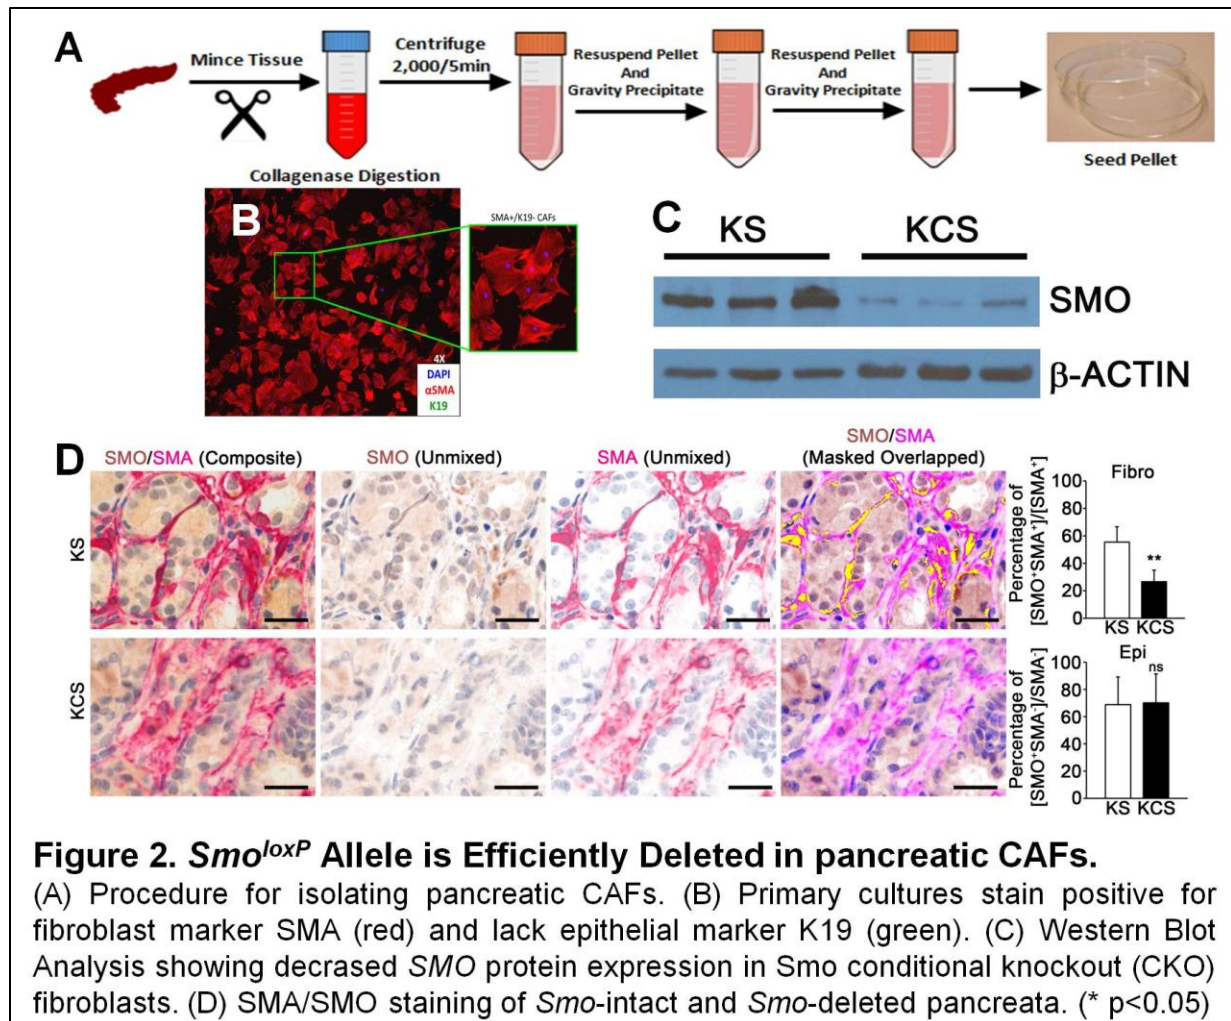 A
Mince Tissue
Centrifuge
2,000/5min
Resuspend Pellet
And
Gravity Precipitate
Resuspend Pellet
And
Gravity Precipitate
Collagenase Digestion
Seed Pellet
B
SMA+/K19- CAFs
4X
DAPI
αSMA
K19
C
KS KCS
SMO
β-ACTIN
D
SMO/SMA (Composite)
SMO (Unmixed)
SMA (Unmixed)
SMO/SMA
(Masked Overlapped)
KS
KCS
Percentage of
[SMO⁺SMA⁺]/[SMA⁺]
Fibro
100
80
60
40
20
0
**
KS KCS
Percentage of
[SMO⁺SMA⁻]/SMA⁻]
Epi
ns
100
80
60
40
20
0
KS KCS
Figure 2. Smo^loxP Allele is Efficiently Deleted in pancreatic CAFs.
(A) Procedure for isolating pancreatic CAFs. (B) Primary cultures stain positive for
fibroblast marker SMA (red) and lack epithelial marker K19 (green). (C) Western Blot
Analysis showing decrased SMO protein expression in Smo conditional knockout (CKO)
fibroblasts. (D) SMA/SMO staining of Smo-intact and Smo-deleted pancreata. (* p<0.05)